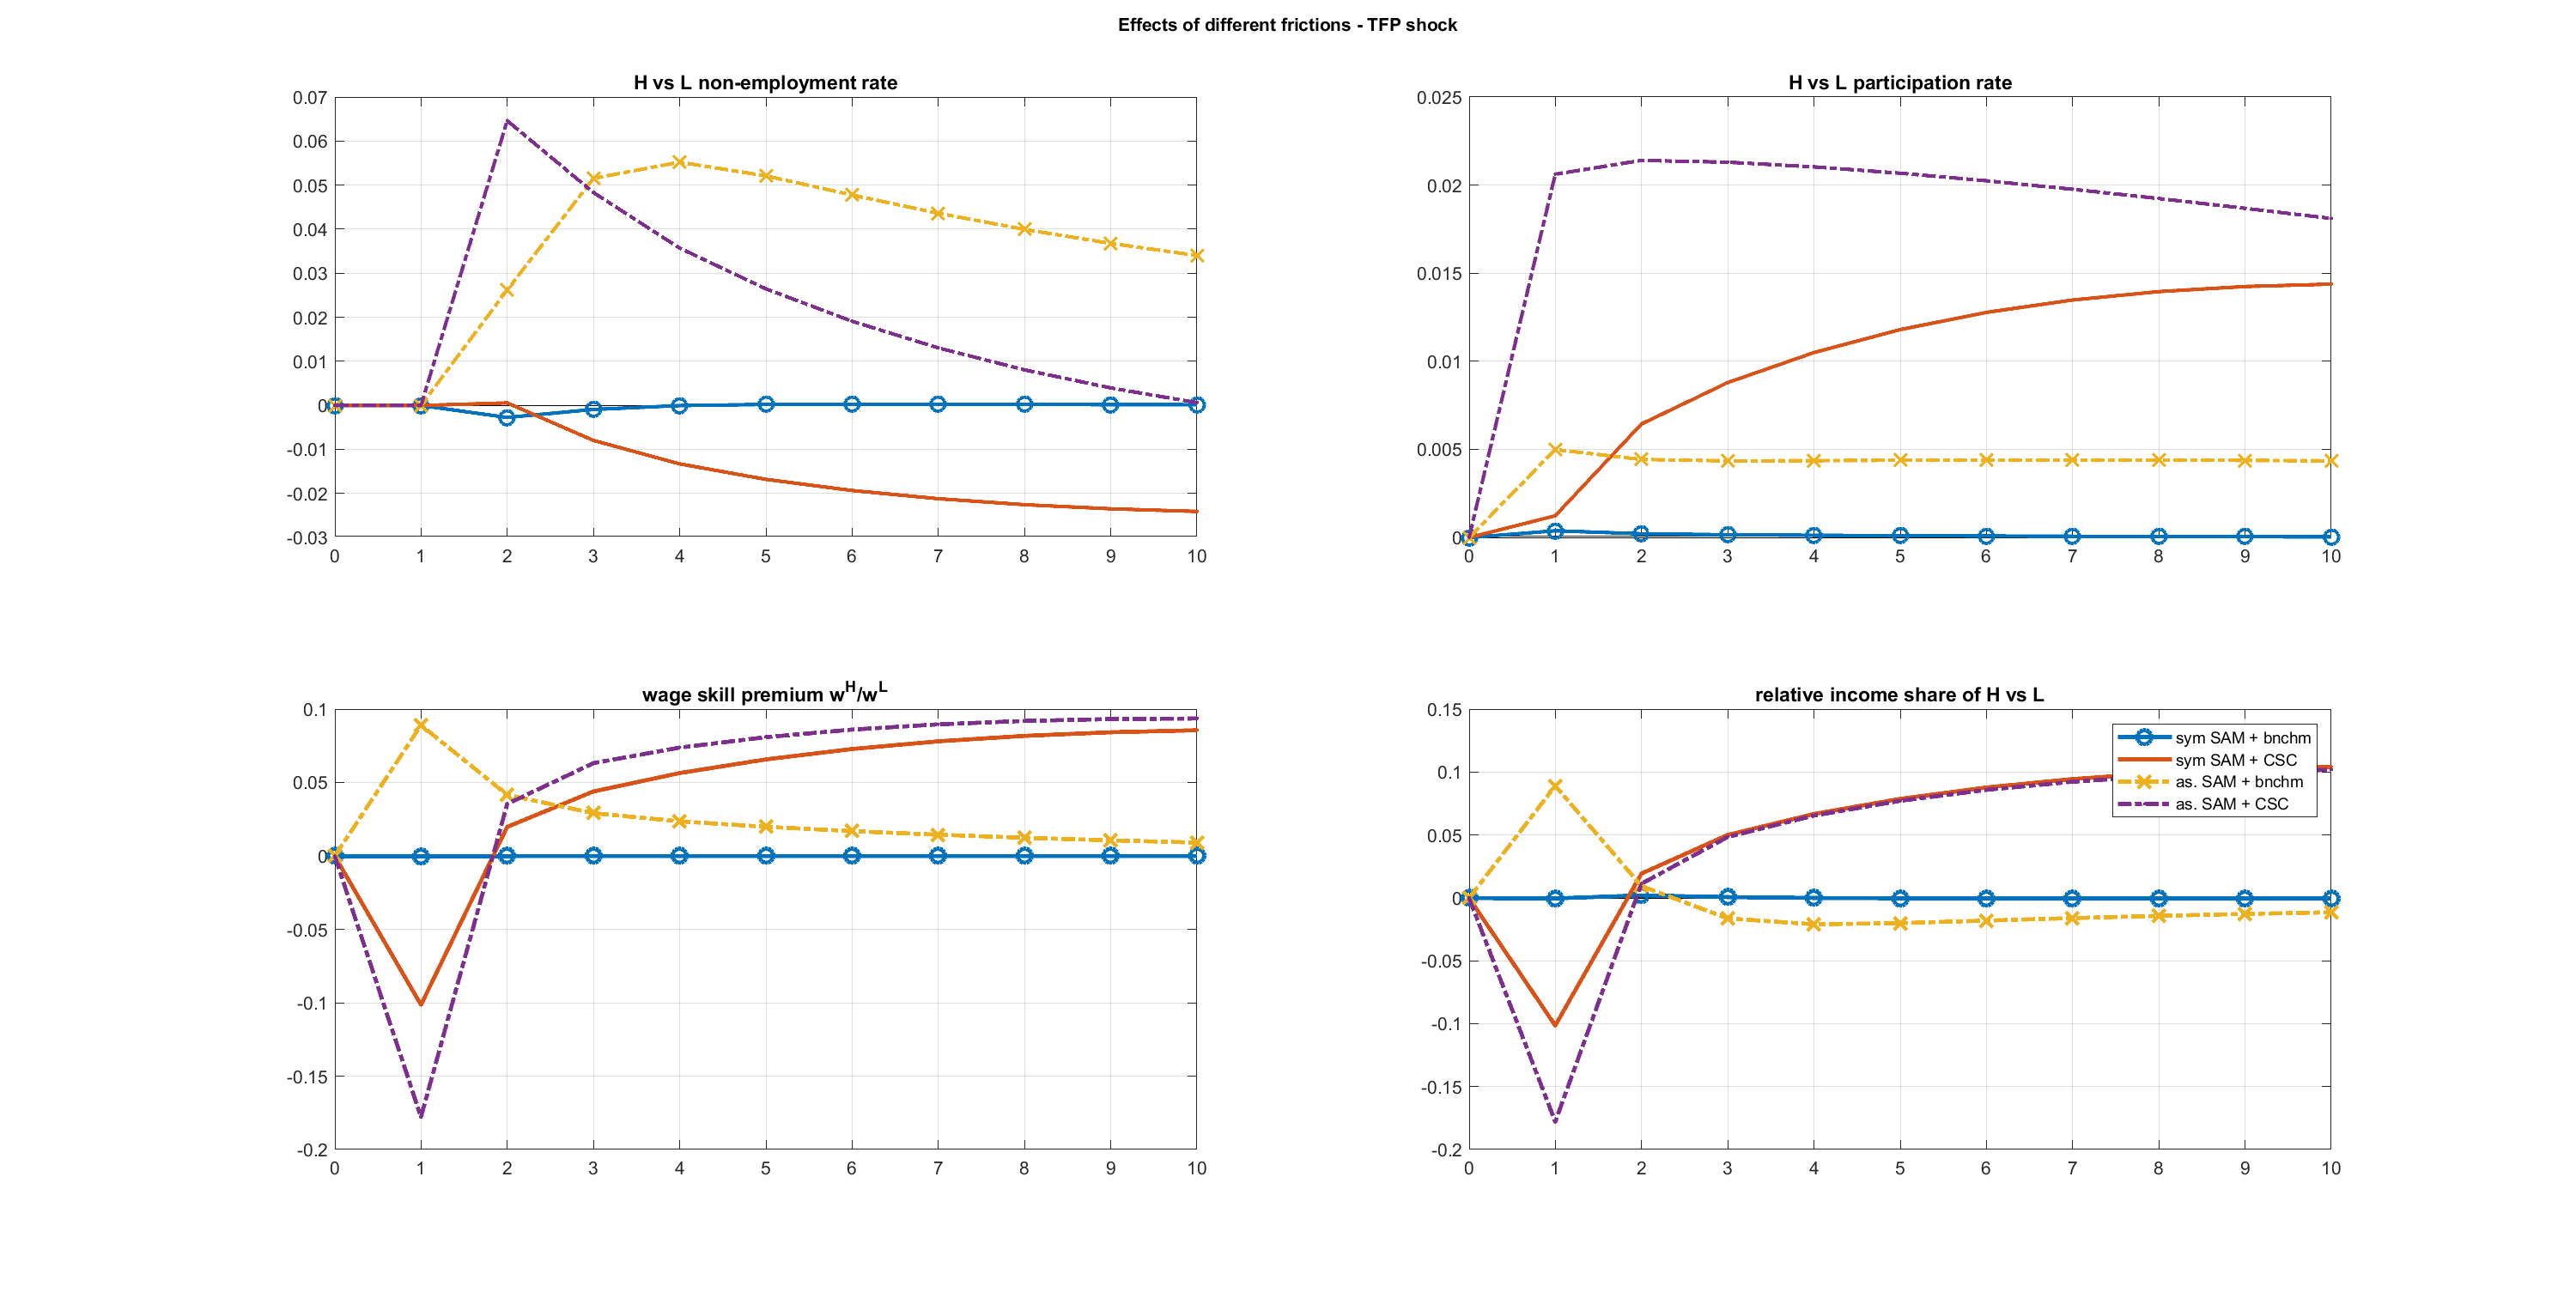 Effects of different frictions - TFP shock
H vs L non-employment rate
0.07
0.06
0.05
0.04
0.03
0.02
0.01
0
-0.01
-0.02
-0.03
0 1 2 3 4 5 6 7 8 9 10
H vs L participation rate
0.025
0.02
0.015
0.01
0.005
0
0 1 2 3 4 5 6 7 8 9 10
wage skill premium w^H/w^L
0.1
0.05
0
-0.05
-0.1
-0.15
-0.2
0 1 2 3 4 5 6 7 8 9 10
relative income share of H vs L
0.15
0.1
0.05
0
-0.05
-0.1
-0.15
-0.2
0 1 2 3 4 5 6 7 8 9 10
sym SAM + bnchm
sym SAM + CSC
as. SAM + bnchm
as. SAM + CSC